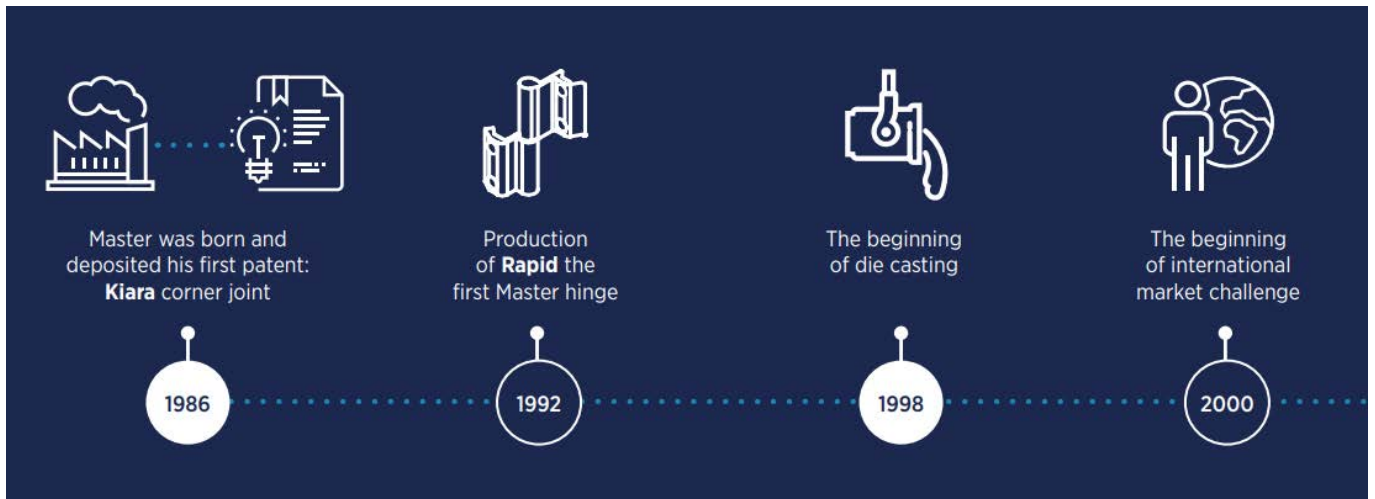 Master was born and
deposited his first patent:
Kiara corner joint
Production
of Rapid the
first Master hinge
The beginning
of die casting
The beginning
of international
market challenge
1986
1992
1998
2000